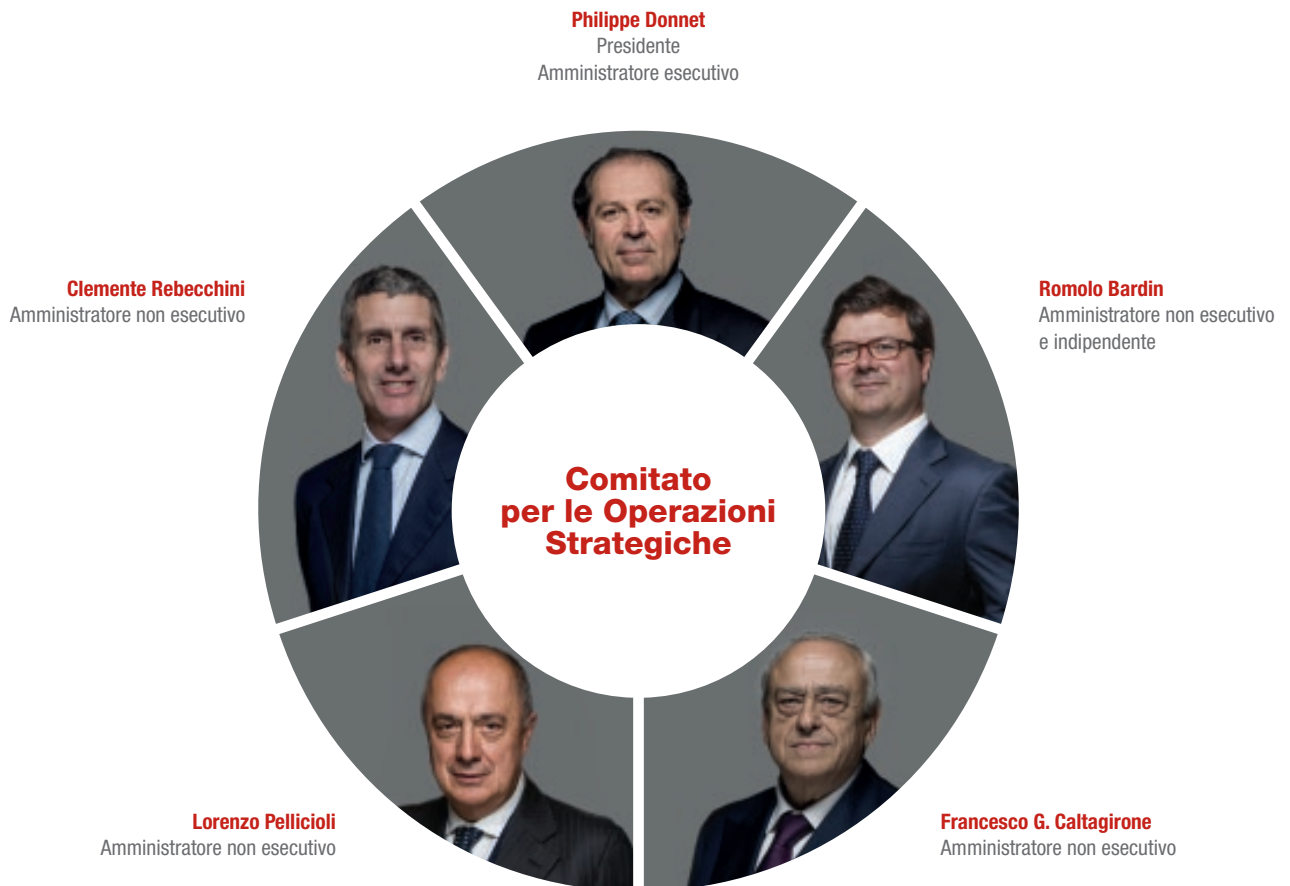 Philippe Donnet
Presidente
Amministratore esecutivo
Clemente Rebecchini
Amministratore non esecutivo
Romolo Bardin
Amministratore non esecutivo
e indipendente
Comitato
per le Operazioni
Strategiche
Lorenzo Pellicioli
Amministratore non esecutivo
Francesco G. Caltagirone
Amministratore non esecutivo